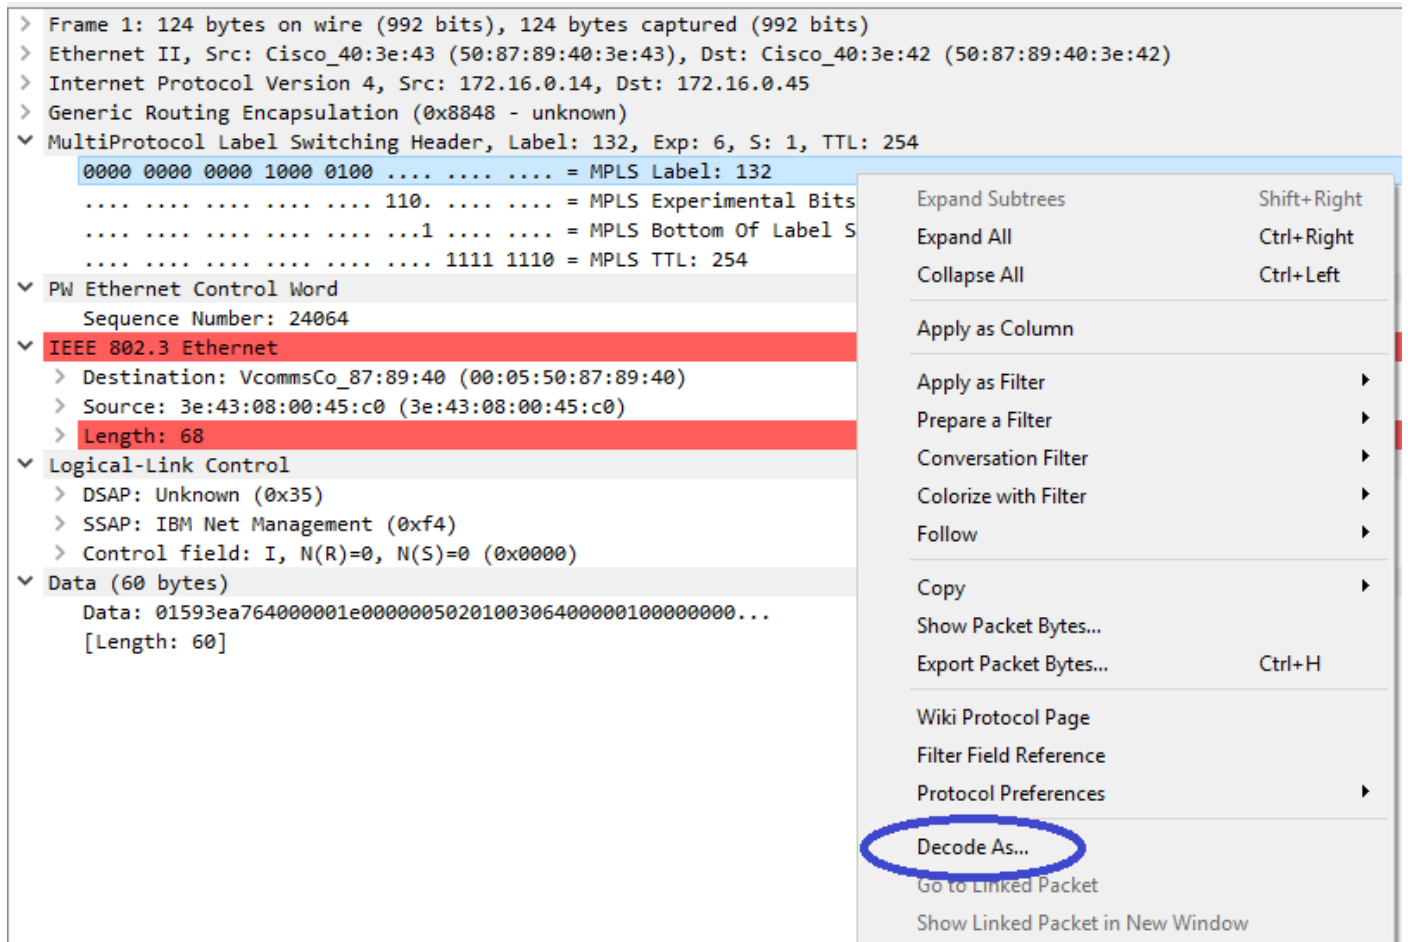 Frame 1: 124 bytes on wire (992 bits), 124 bytes captured (992 bits)
Ethernet II, Src: Cisco_40:3e:43 (50:87:89:40:3e:43), Dst: Cisco_40:3e:42 (50:87:89:40:3e:42)
Internet Protocol Version 4, Src: 172.16.0.14, Dst: 172.16.0.45
Generic Routing Encapsulation (0x8848 - unknown)
MultiProtocol Label Switching Header, Label: 132, Exp: 6, S: 1, TTL: 254
0000 0000 0000 1000 0100 .... .... .... = MPLS Label: 132
.... .... .... .... .... 110. .... .... = MPLS Experimental Bits
.... .... .... .... .... ...1 .... .... = MPLS Bottom Of Label S
.... .... .... .... .... .... 1111 1110 = MPLS TTL: 254
PW Ethernet Control Word
Sequence Number: 24064
IEEE 802.3 Ethernet
Destination: VcommsCo_87:89:40 (00:05:50:87:89:40)
Source: 3e:43:08:00:45:c0 (3e:43:08:00:45:c0)
Length: 68
Logical-Link Control
DSAP: Unknown (0x35)
SSAP: IBM Net Management (0xf4)
Control field: I, N(R)=0, N(S)=0 (0x0000)
Data (60 bytes)
Data: 01593ea764000001e0000005020100306400000100000000...
[Length: 60]
Expand Subtrees Shift+Right
Expand All Ctrl+Right
Collapse All Ctrl+Left
Apply as Column
Apply as Filter
Prepare a Filter
Conversation Filter
Colorize with Filter
Follow
Copy
Show Packet Bytes...
Export Packet Bytes... Ctrl+H
Wiki Protocol Page
Filter Field Reference
Protocol Preferences
Decode As...
Go to Linked Packet
Show Linked Packet in New Window